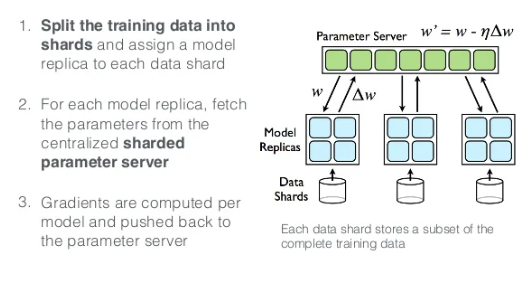 1. Split the training data into
shards and assign a model
replica to each data shard
2. For each model replica, fetch
the parameters from the
centralized sharded
parameter server
3. Gradients are computed per
model and pushed back to
the parameter server
Parameter Server w' = w - ηΔw
w Δw
Model
Replicas
Data
Shards
Each data shard stores a subset of the
complete training data